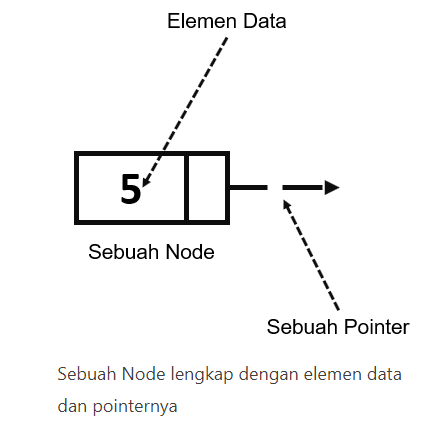 Elemen Data
5
Sebuah Node
Sebuah Pointer
Sebuah Node lengkap dengan elemen data
dan pointernya